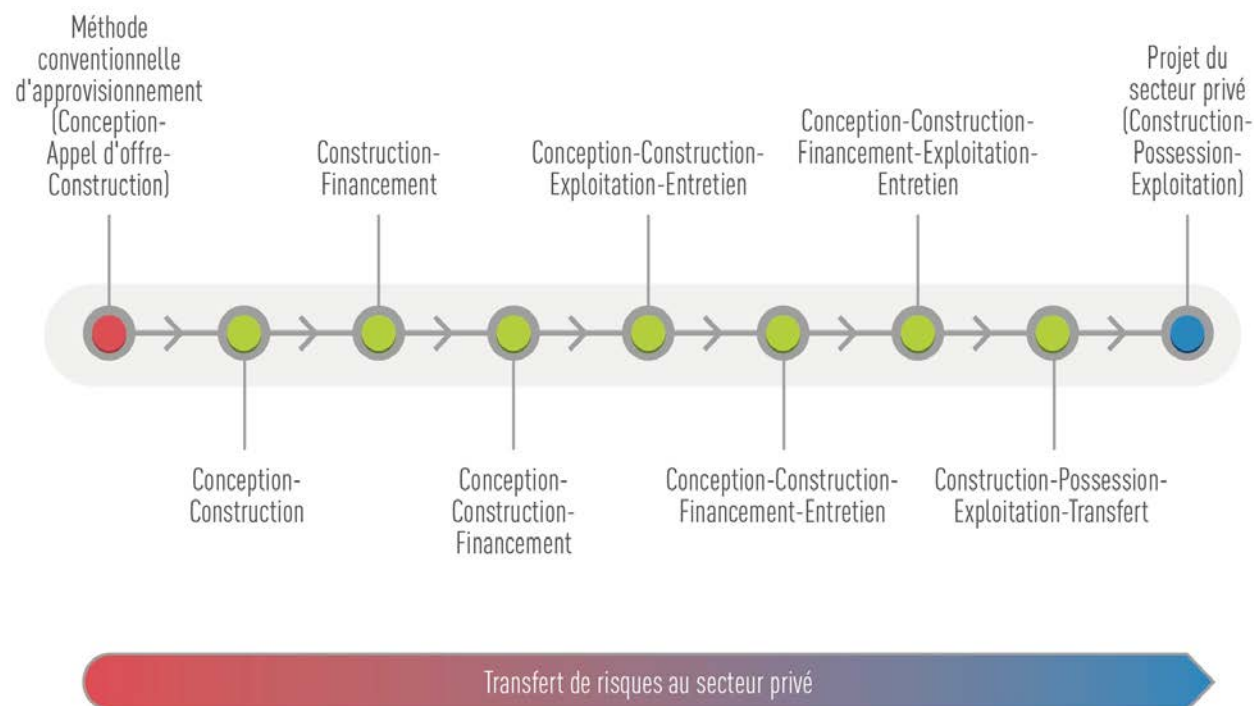 Méthode
conventionnelle
d'approvisionnement
(Conception-
Appel d'offre-
Construction)
Construction-
Financement
Conception-Construction-
Exploitation-Entretien
Conception-Construction-
Financement-Exploitation-
Entretien
Projet du
secteur privé
(Construction-
Possession-
Exploitation)
Conception-
Construction
Conception-
Construction-
Financement
Conception-Construction-
Financement-Entretien
Construction-Possession-
Exploitation-Transfert
Transfert de risques au secteur privé